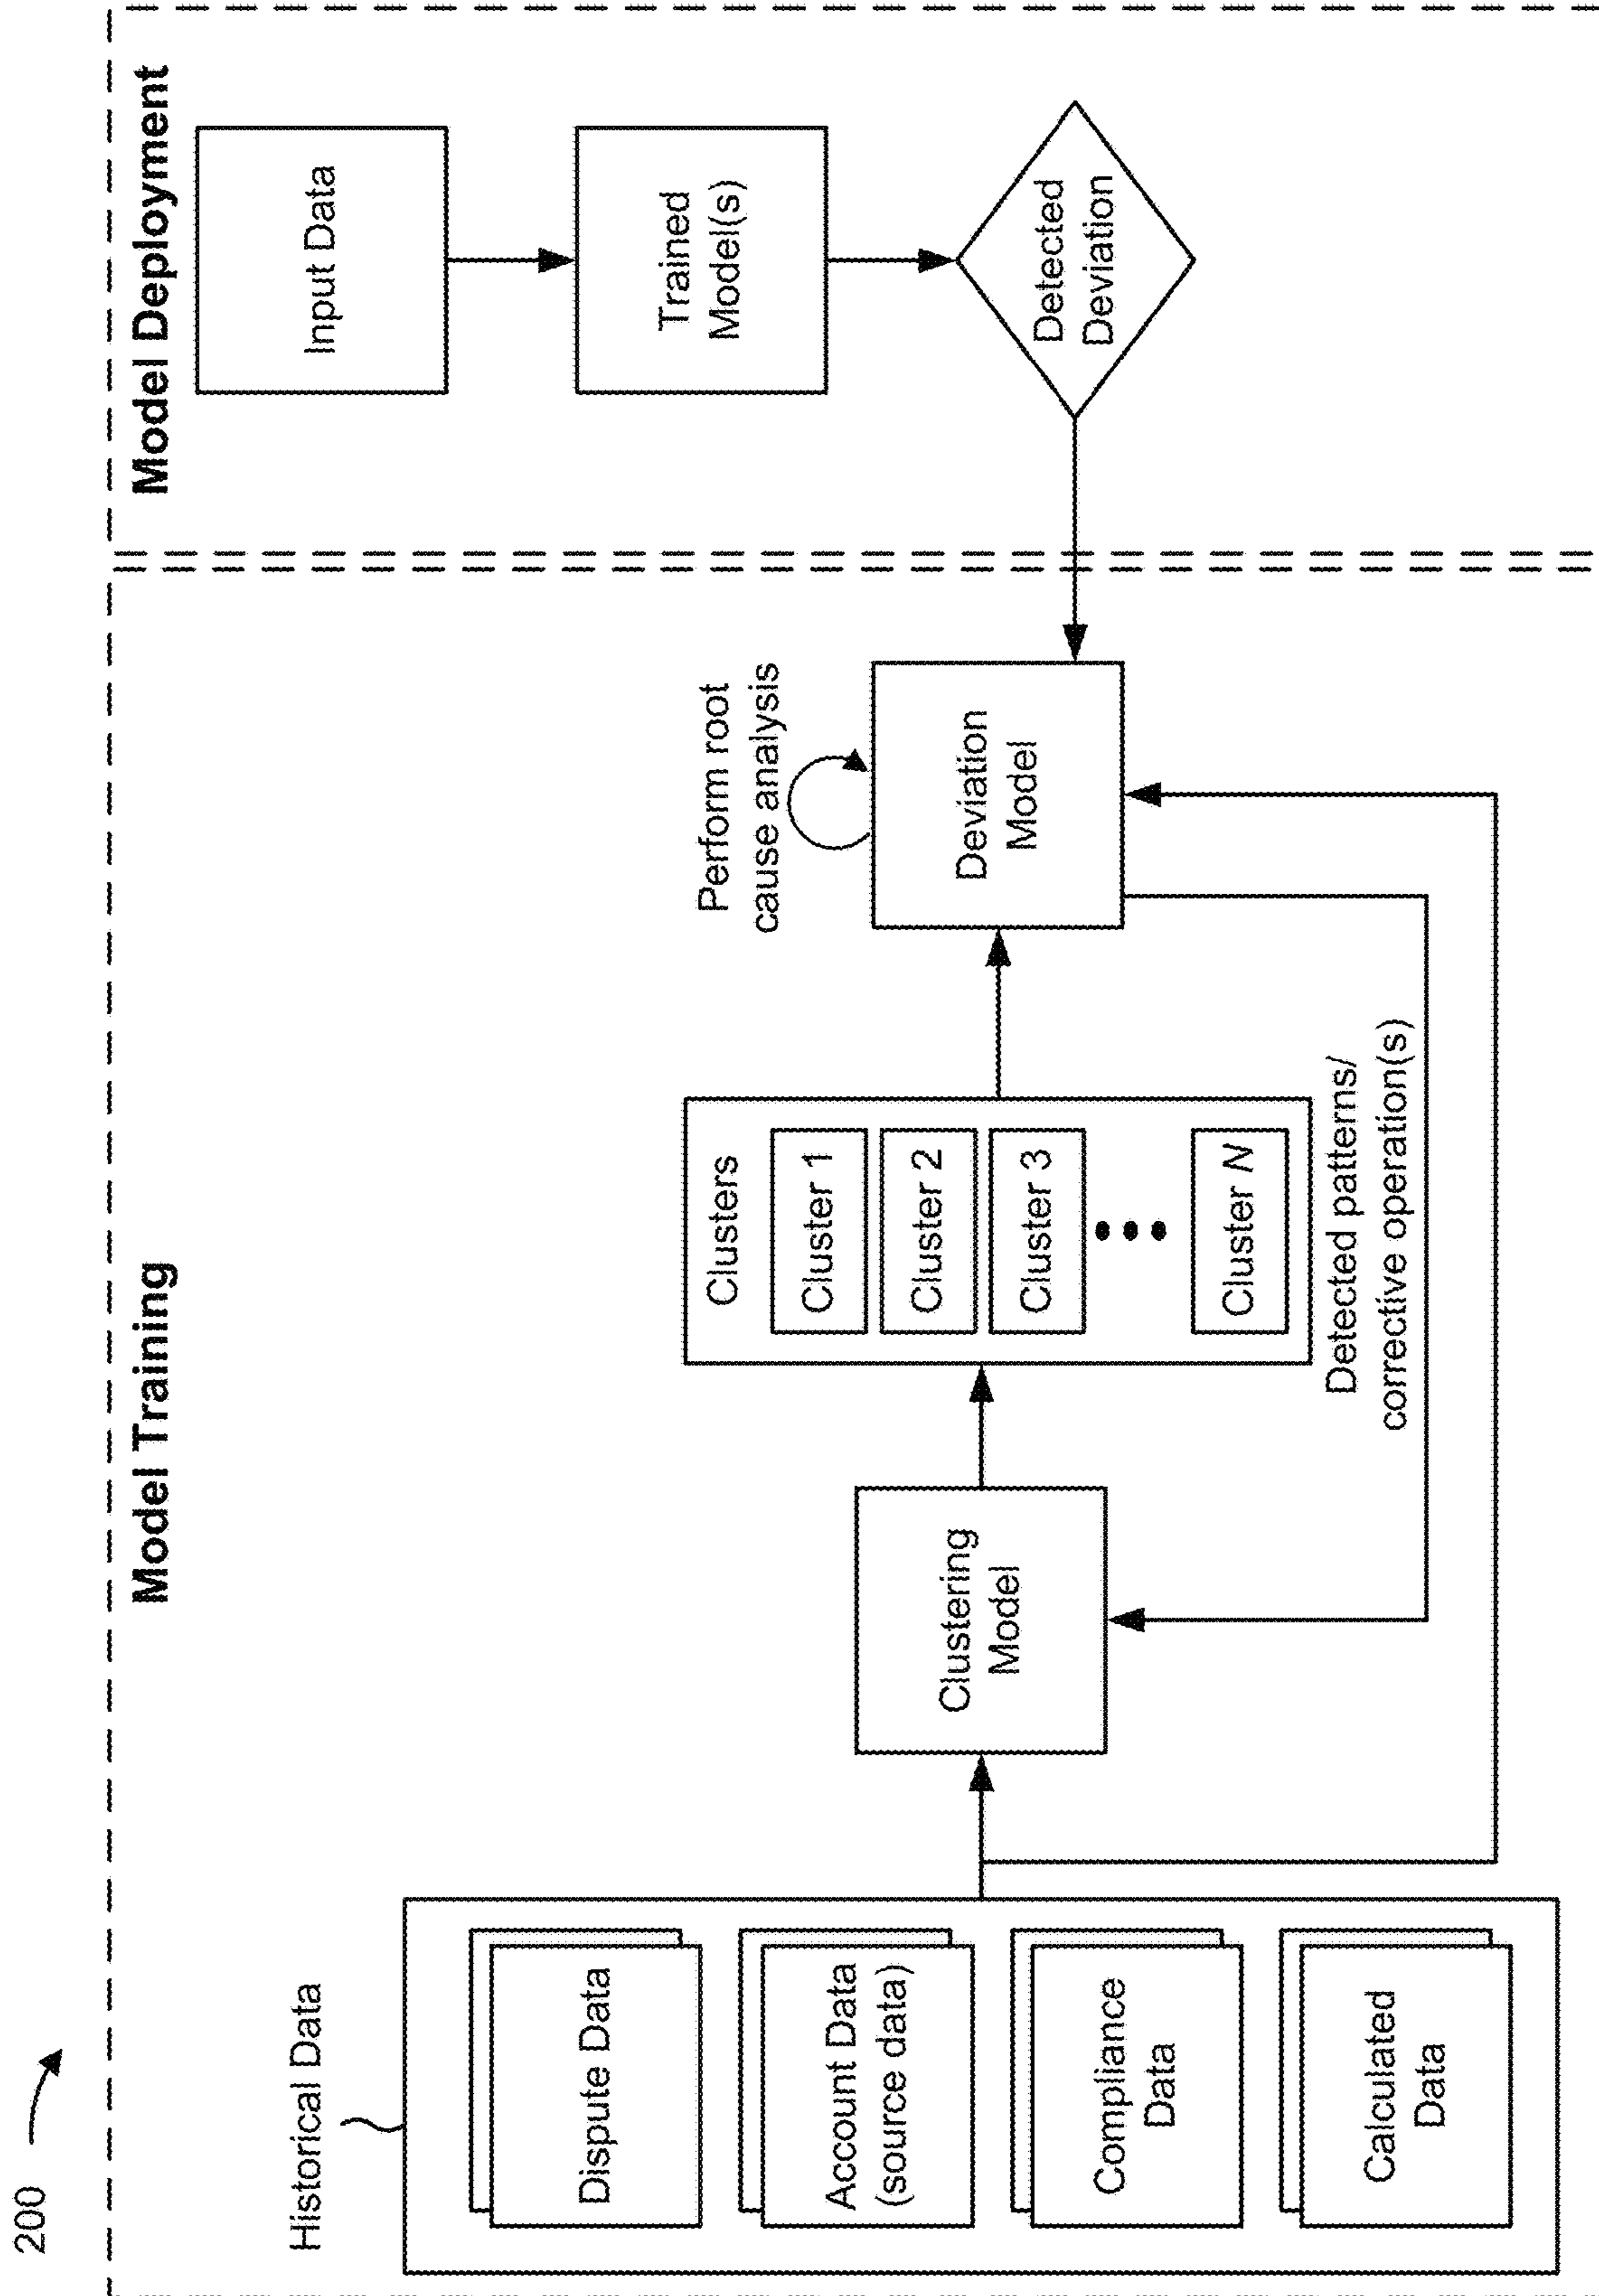 200
Model Training
Historical Data
Dispute Data
Account Data
(source data)
Compliance
Data
Calculated
Data
Clustering
Model
Clusters
Cluster 1
Cluster 2
Cluster 3
Cluster N
Detected patterns/
corrective operation(s)
Perform root
cause analysis
Deviation
Model
Model Deployment
Input Data
Trained
Model(s)
Detected
Deviation